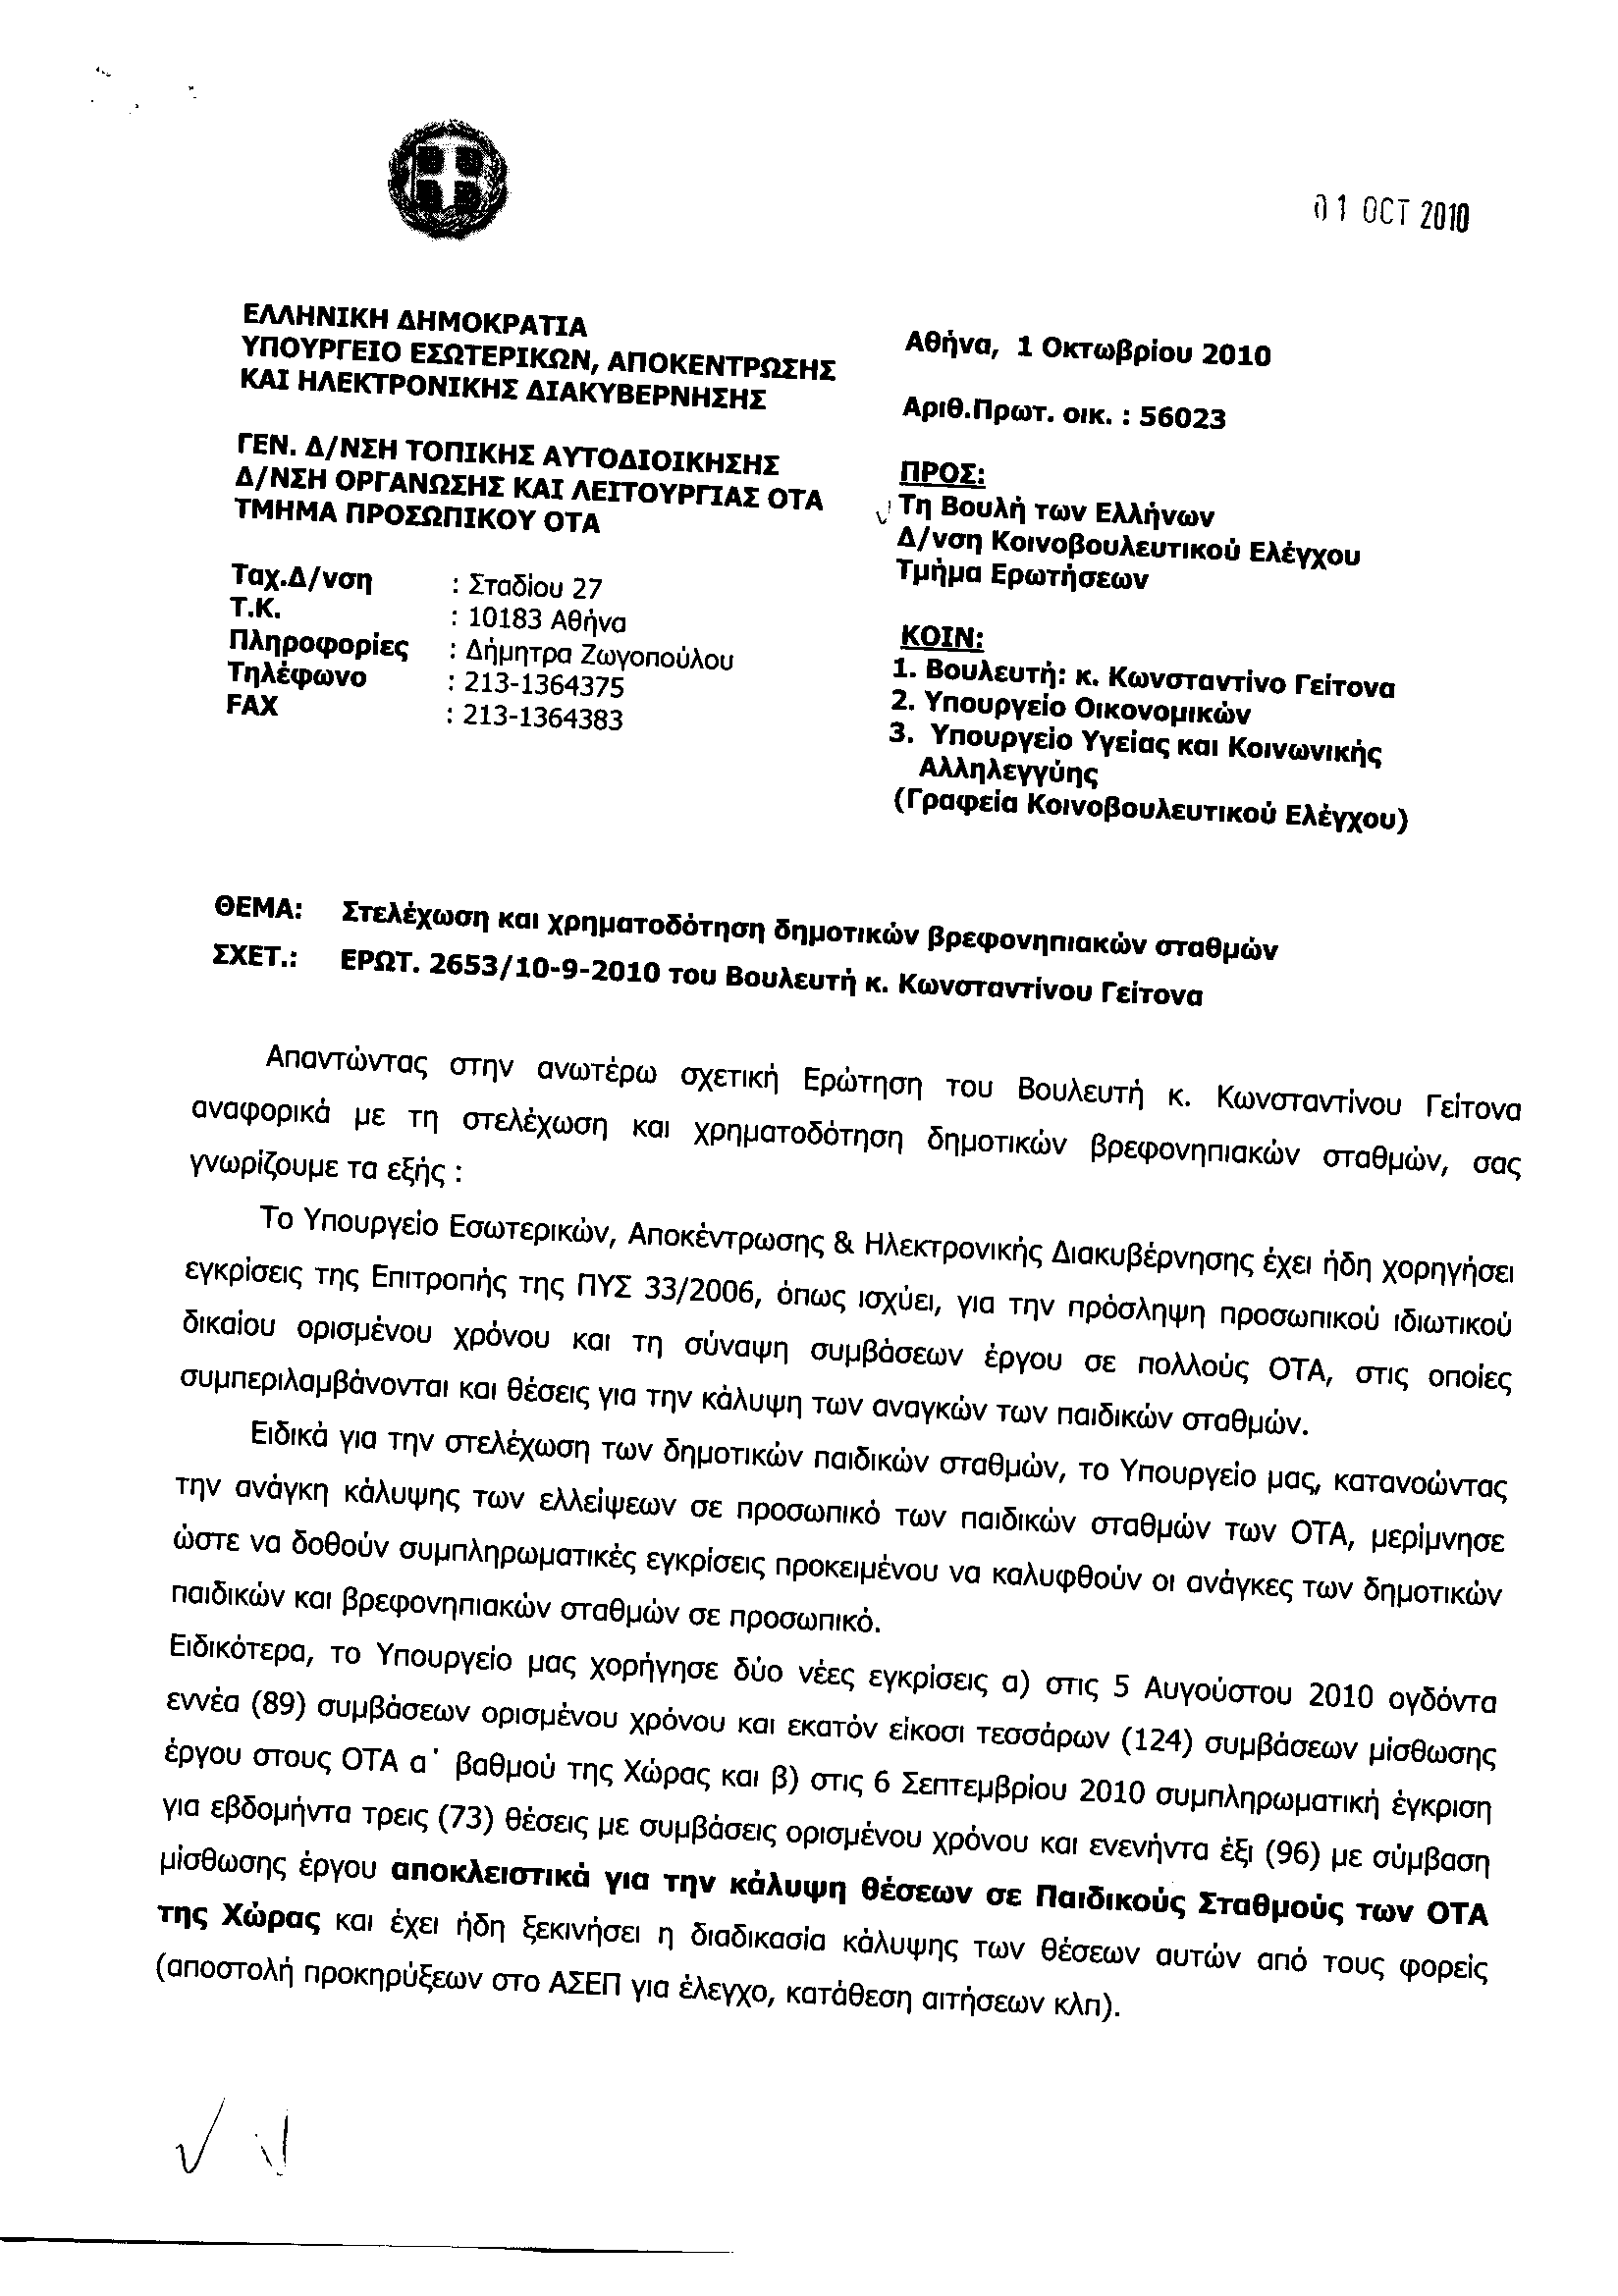 01 OCT 2010
ΕΛΛΗΝΙΚΗ ΔΗΜΟΚΡΑΤΙΑ
ΥΠΟΥΡΓΕΙΟ ΕΣΩΤΕΡΙΚΩΝ, ΑΠΟΚΕΝΤΡΩΣΗΣ
ΚΑΙ ΗΛΕΚΤΡΟΝΙΚΗΣ ΔΙΑΚΥΒΕΡΝΗΣΗΣ
ΓΕΝ. Δ/ΝΣΗ ΤΟΠΙΚΗΣ ΑΥΤΟΔΙΟΙΚΗΣΗΣ
Δ/ΝΣΗ ΟΡΓΑΝΩΣΗΣ ΚΑΙ ΛΕΙΤΟΥΡΓΙΑΣ ΟΤΑ
ΤΜΗΜΑ ΠΡΟΣΩΠΙΚΟΥ ΟΤΑ
Ταχ.Δ/νση : Σταδίου 27
Τ.Κ. : 10183 Αθήνα
Πληροφορίες : Δήμητρα Ζωγοπούλου
Τηλέφωνο : 213-1364375
FAX : 213-1364383
Αθήνα, 1 Οκτωβρίου 2010
Αριθ.Πρωτ. οικ. : 56023
ΠΡΟΣ:
Τη Βουλή των Ελλήνων
Δ/νση Κοινοβουλευτικού Ελέγχου
Τμήμα Ερωτήσεων
ΚΟΙΝ:
1. Βουλευτή: κ. Κωνσταντίνο Γείτονα
2. Υπουργείο Οικονομικών
3. Υπουργείο Υγείας και Κοινωνικής
Αλληλεγγύης
(Γραφεία Κοινοβουλευτικού Ελέγχου)
ΘΕΜΑ: Στελέχωση και χρηματοδότηση δημοτικών βρεφονηπιακών σταθμών
ΣΧΕΤ.: ΕΡΩΤ. 2653/10-9-2010 του Βουλευτή κ. Κωνσταντίνου Γείτονα
Απαντώντας στην ανωτέρω σχετική Ερώτηση του Βουλευτή κ. Κωνσταντίνου Γείτονα
αναφορικά με τη στελέχωση και χρηματοδότηση δημοτικών βρεφονηπιακών σταθμών, σας
γνωρίζουμε τα εξής :
Το Υπουργείο Εσωτερικών, Αποκέντρωσης & Ηλεκτρονικής Διακυβέρνησης έχει ήδη χορηγήσει
εγκρίσεις της Επιτροπής της ΠΥΣ 33/2006, όπως ισχύει, για την πρόσληψη προσωπικού ιδιωτικού
δικαίου ορισμένου χρόνου και τη σύναψη συμβάσεων έργου σε πολλούς ΟΤΑ, στις οποίες
συμπεριλαμβάνονται και θέσεις για την κάλυψη των αναγκών των παιδικών σταθμών.
Ειδικά για την στελέχωση των δημοτικών παιδικών σταθμών, το Υπουργείο μας, κατανοώντας
την ανάγκη κάλυψης των ελλείψεων σε προσωπικό των παιδικών σταθμών των ΟΤΑ, μερίμνησε
ώστε να δοθούν συμπληρωματικές εγκρίσεις προκειμένου να καλυφθούν οι ανάγκες των δημοτικών
παιδικών και βρεφονηπιακών σταθμών σε προσωπικό.
Ειδικότερα, το Υπουργείο μας χορήγησε δύο νέες εγκρίσεις α) στις 5 Αυγούστου 2010 ογδόντα
εννέα (89) συμβάσεων ορισμένου χρόνου και εκατόν είκοσι τεσσάρων (124) συμβάσεων μίσθωσης
έργου στους ΟΤΑ α΄ βαθμού της Χώρας και β) στις 6 Σεπτεμβρίου 2010 συμπληρωματική έγκριση
για εβδομήντα τρεις (73) θέσεις με συμβάσεις ορισμένου χρόνου και ενενήντα έξι (96) με σύμβαση
μίσθωσης έργου αποκλειστικά για την κάλυψη θέσεων σε Παιδικούς Σταθμούς των ΟΤΑ
της Χώρας και έχει ήδη ξεκινήσει η διαδικασία κάλυψης των θέσεων αυτών από τους φορείς
(αποστολή προκηρύξεων στο ΑΣΕΠ για έλεγχο, κατάθεση αιτήσεων κλπ).